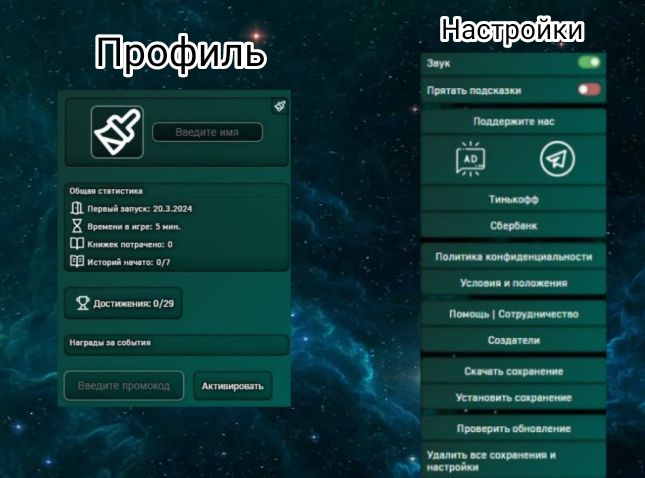 Профиль
Введите имя
Общая статистика
Первый запуск: 20.3.2024
Времени в игре: 5 мин.
Книжек потрачено: 0
Историй начато: 0/7
Достижения: 0/29
Награды за события
Введите промокод
Активировать
Настройки
Звук
Прятать подсказки
Поддержите нас
AD
Тинькофф
Сбербанк
Политика конфиденциальности
Условия и положения
Помощь | Сотрудничество
Создатели
Скачать сохранение
Установить сохранение
Проверить обновление
Удалить все сохранения и
настройки